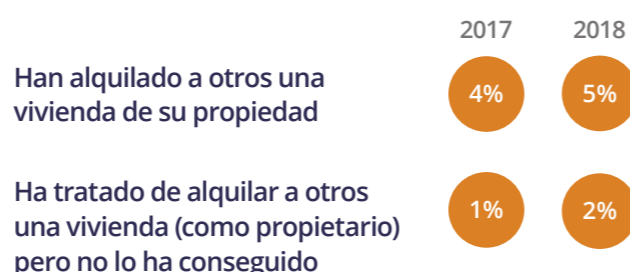 2017 2018
Han alquilado a otros una
vivienda de su propiedad
4% 5%
Ha tratado de alquilar a otros
una vivienda (como propietario)
pero no lo ha conseguido
1% 2%